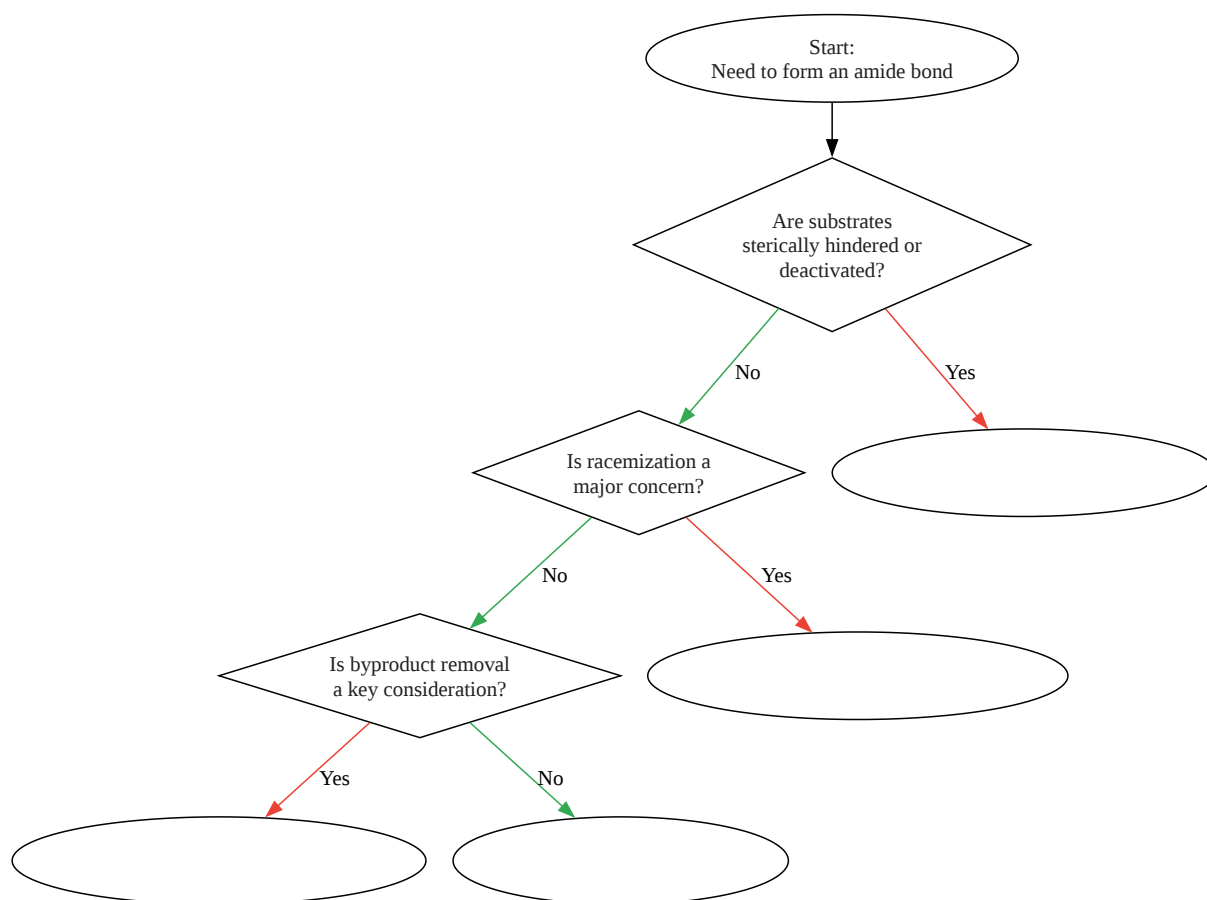 Start:
Need to form an amide bond
Are substrates
sterically hindered or
deactivated?
No
Yes
Is racemization a
major concern?
No
Yes
Is byproduct removal
a key consideration?
Yes
No